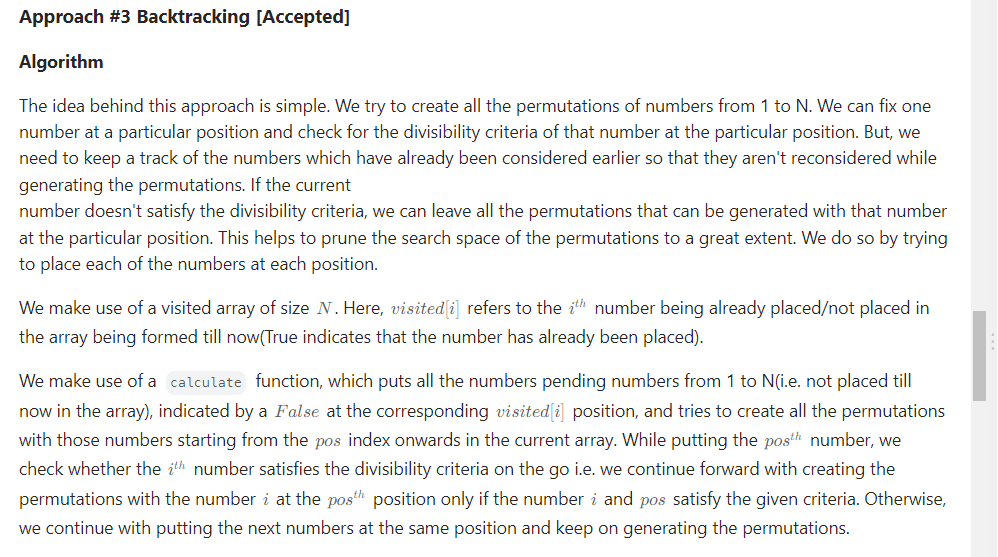 Approach #3 Backtracking [Accepted]
Algorithm
The idea behind this approach is simple. We try to create all the permutations of numbers from 1 to N. We can fix one
number at a particular position and check for the divisibility criteria of that number at the particular position. But, we
need to keep a track of the numbers which have already been considered earlier so that they aren't reconsidered while
generating the permutations. If the current
number doesn't satisfy the divisibility criteria, we can leave all the permutations that can be generated with that number
at the particular position. This helps to prune the search space of the permutations to a great extent. We do so by trying
to place each of the numbers at each position.
We make use of a visited array of size N. Here, visited[i] refers to the i^{th} number being already placed/not placed in
the array being formed till now(True indicates that the number has already been placed).
We make use of a calculate function, which puts all the numbers pending numbers from 1 to N(i.e. not placed till
now in the array), indicated by a False at the corresponding visited[i] position, and tries to create all the permutations
with those numbers starting from the pos index onwards in the current array. While putting the pos^{th} number, we
check whether the i^{th} number satisfies the divisibility criteria on the go i.e. we continue forward with creating the
permutations with the number i at the pos^{th} position only if the number i and pos satisfy the given criteria. Otherwise,
we continue with putting the next numbers at the same position and keep on generating the permutations.